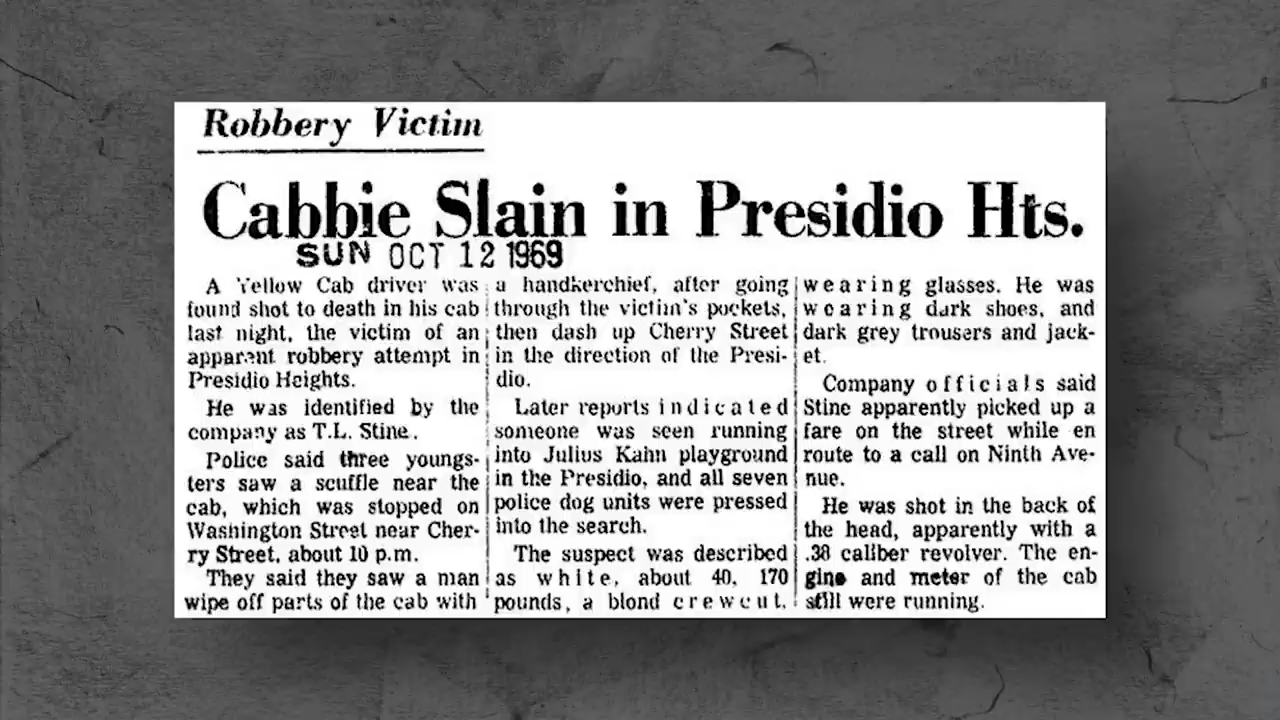 Robbery Victim
Cabbie Slain in Presidio Hts.
SUN OCT 12 1969
A Yellow Cab driver was
found shot to death in his cab
last night, the victim of an
apparent robbery attempt in
Presidio Heights.
He was identified by the
company as T.L. Stine.
Police said three youngs-
ters saw a scuffle near the
cab, which was stopped on
Washington Street near Cher-
ry Street, about 10 p.m.
They said they saw a man
wipe off parts of the cab with
a handkerchief, after going
through the victim's pockets,
then dash up Cherry Street
in the direction of the Presi-
dio.
Later reports indicated
someone was seen running
into Julius Kahn playground
in the Presidio, and all seven
police dog units were pressed
into the search.
The suspect was described
as white, about 40, 170
pounds, a blond crewcut,
wearing glasses. He was
wearing dark shoes, and
dark grey trousers and jack-
et.
Company officials said
Stine apparently picked up a
fare on the street while en
route to a call on Ninth Ave-
nue.
He was shot in the back of
the head, apparently with a
.38 caliber revolver. The en-
gine and meter of the cab
still were running.